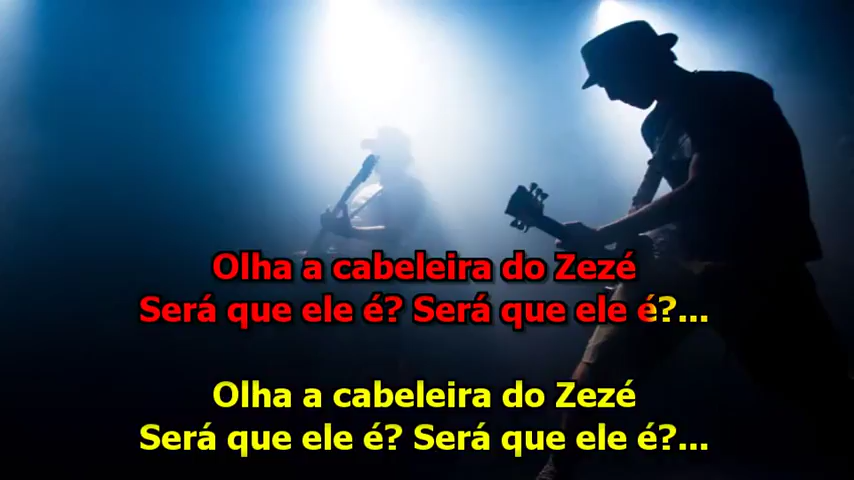 Olha a cabeleira do Zezé
Será que ele é? Será que ele é?...
Olha a cabeleira do Zezé
Será que ele é? Será que ele é?...